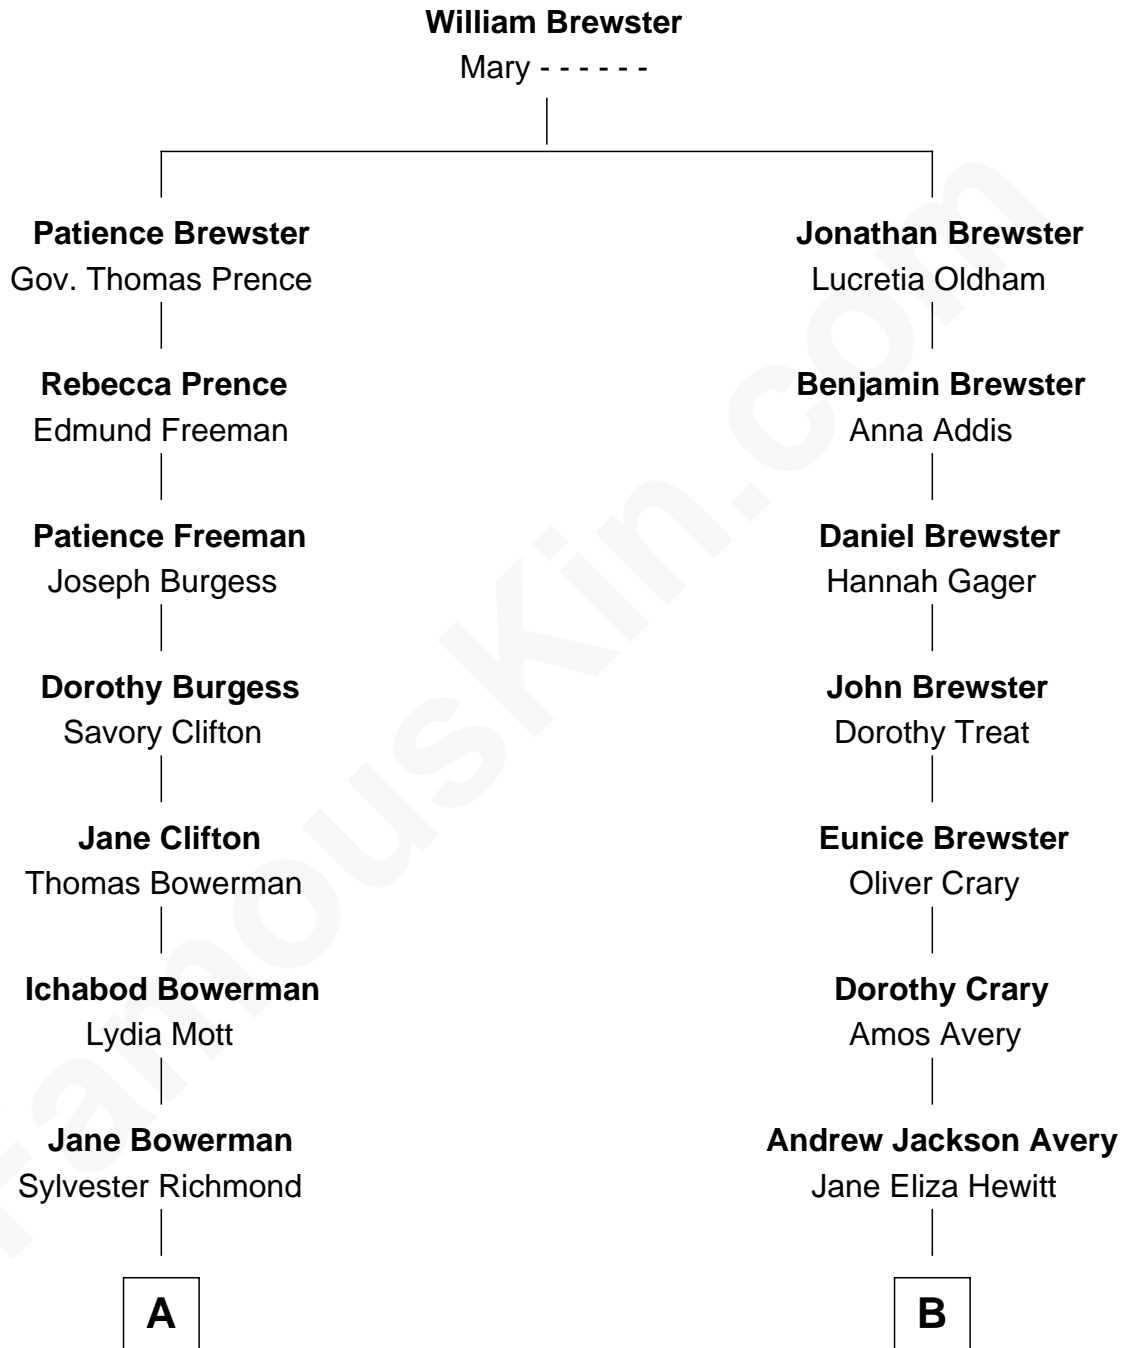 William Brewster
Mary - - - - - -
Patience Brewster
Gov. Thomas Prence
Jonathan Brewster
Lucretia Oldham
Rebecca Prence
Edmund Freeman
Benjamin Brewster
Anna Addis
Patience Freeman
Joseph Burgess
Daniel Brewster
Hannah Gager
Dorothy Burgess
Savory Clifton
John Brewster
Dorothy Treat
Jane Clifton
Thomas Bowerman
Eunice Brewster
Oliver Crary
Ichabod Bowerman
Lydia Mott
Dorothy Crary
Amos Avery
Jane Bowerman
Sylvester Richmond
Andrew Jackson Avery
Jane Eliza Hewitt
A
B
FamousKin.com